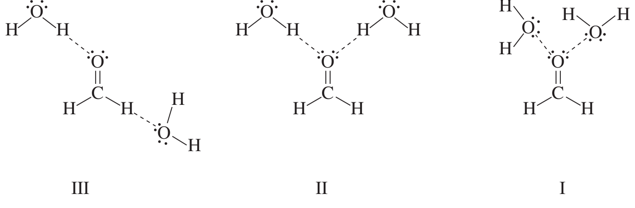 H
O O O H H
H H H H H H O O
H
O O O
C C C
H
H H H H H H
O
H
III II I